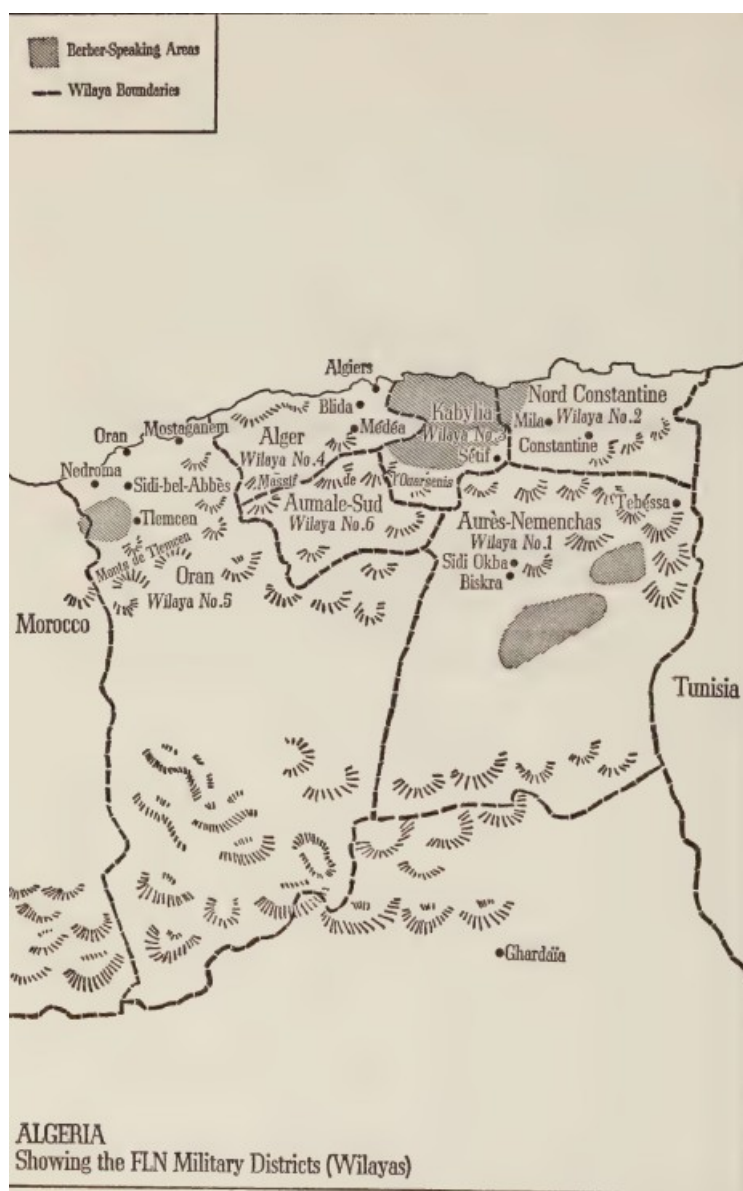 Berber-Speaking Areas
Wilaya Boundaries
Algiers
Blida
Médéa
Kabylia
Wilaya No. 3
Sétif
Nord Constantine
Mila
Wilaya No. 2
Constantine
Oran
Mostaganem
Alger
Wilaya No. 4
Nedroma
Sidi-bel-Abbès
Massif de l'Ouarsenis
Aumale-Sud
Wilaya No. 6
Tebéssa
Tlemcen
Aurès-Nemenchas
Wilaya No. 1
Monts de Tlemcen
Sidi Okba
Biskra
Oran
Wilaya No. 5
Morocco
Tunisia
Ghardaïa
ALGERIA
Showing the FLN Military Districts (Wilayas)